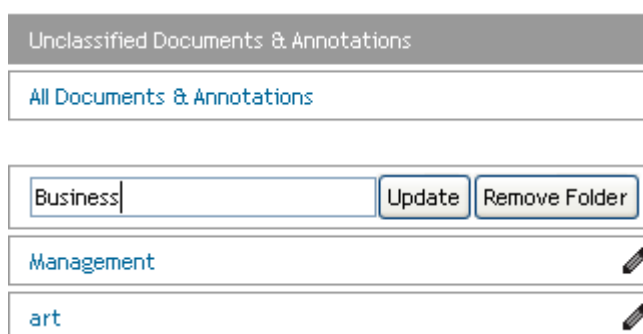 Unclassified Documents & Annotations
All Documents & Annotations
Business Update Remove Folder
Management
art